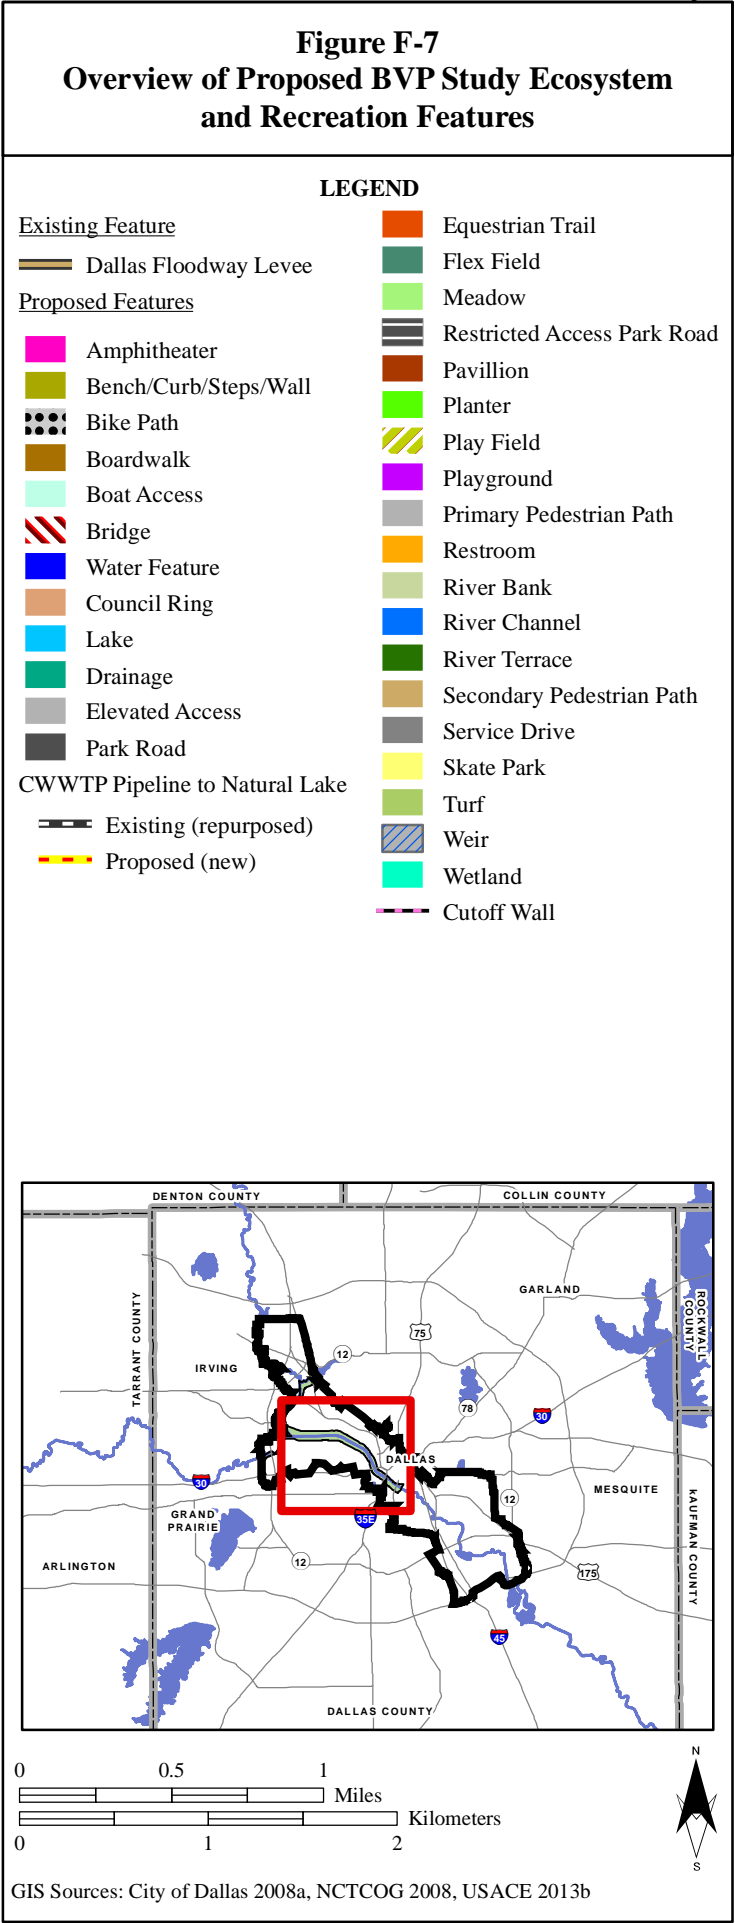 Figure F-7
Overview of Proposed BVP Study Ecosystem
and Recreation Features
LEGEND
Existing Feature
Dallas Floodway Levee
Proposed Features
Amphitheater
Bench/Curb/Steps/Wall
Bike Path
Boardwalk
Boat Access
Bridge
Water Feature
Council Ring
Lake
Drainage
Elevated Access
Park Road
CWWTP Pipeline to Natural Lake
Existing (repurposed)
Proposed (new)
Equestrian Trail
Flex Field
Meadow
Restricted Access Park Road
Pavillion
Planter
Play Field
Playground
Primary Pedestrian Path
Restroom
River Bank
River Channel
River Terrace
Secondary Pedestrian Path
Service Drive
Skate Park
Turf
Weir
Wetland
Cutoff Wall
DENTON COUNTY
COLLIN COUNTY
TARRANT COUNTY
ROCKWALL
COUNTY
GARLAND
75
12
IRVING
78
30
DALLAS
30
MESQUITE
12
GRAND
PRAIRIE
35E
KAUFMAN COUNTY
ARLINGTON
12
175
45
DALLAS COUNTY
0 0.5 1
Miles
Kilometers
0 1 2
N
S
GIS Sources: City of Dallas 2008a, NCTCOG 2008, USACE 2013b